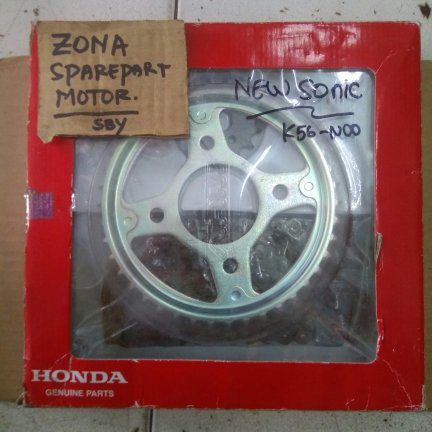 ZONA
SPAREPART
MOTOR.
SBY
NEW SONIC
K56-N00
HONDA
GENUINE PARTS